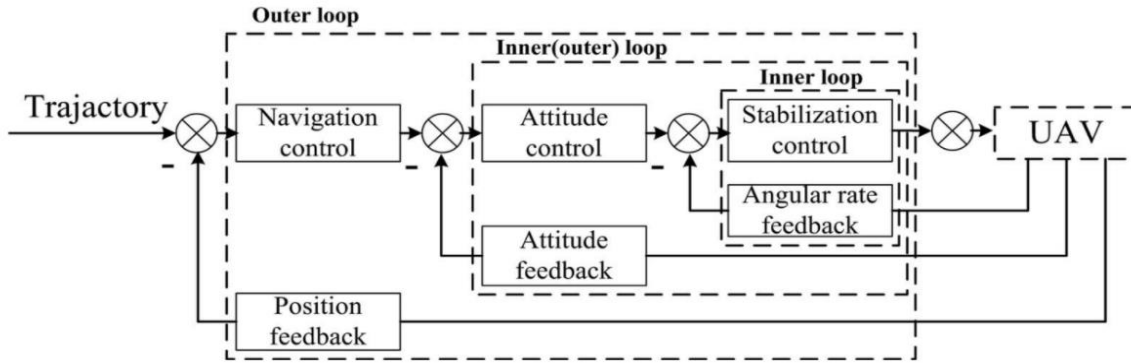 Outer loop
Inner(outer) loop
Inner loop
Trajactory
Navigation
control
Attitude
control
Stabilization
control
UAV
-
-
-
Angular rate
feedback
Attitude
feedback
Position
feedback